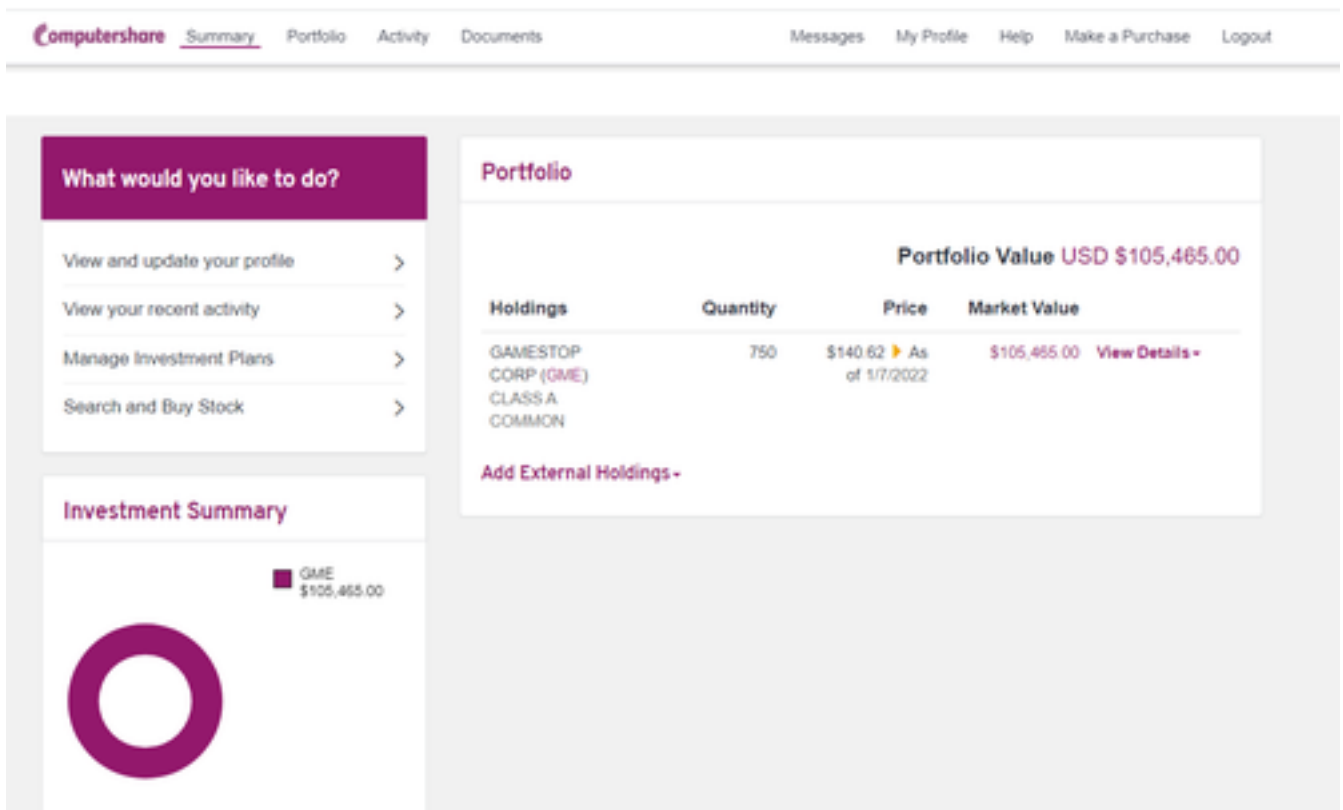 Computershare Summary Portfolio Activity Documents Messages My Profile Help Make a Purchase Logout
What would you like to do?
View and update your profile
View your recent activity
Manage Investment Plans
Search and Buy Stock
Investment Summary
GME
$105,465.00
Portfolio
Portfolio Value USD $105,465.00
Holdings Quantity Price Market Value
GAMESTOP 750 $140.62 As $105,465.00 View Details
CORP (GME) of 1/7/2022
CLASS A
COMMON
Add External Holdings